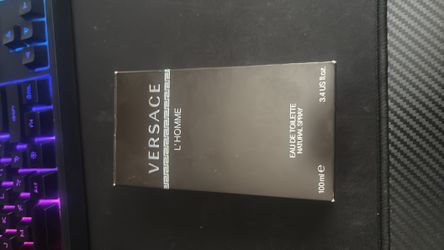 VERSACE
L'HOMME
EAU DE TOILETTE
NATURAL SPRAY
100 ml ℮
3.4 US fl.oz.